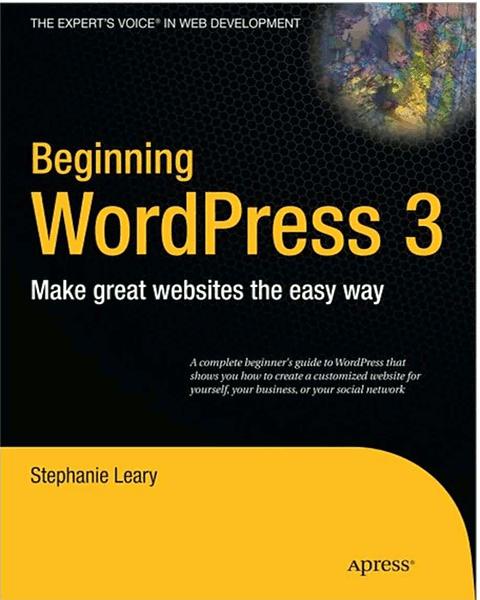 THE EXPERT'S VOICE® IN WEB DEVELOPMENT
Beginning
WordPress 3
Make great websites the easy way
A complete beginner's guide to WordPress that
shows you how to create a customized website for
yourself, your business, or your social network
Stephanie Leary
Apress®